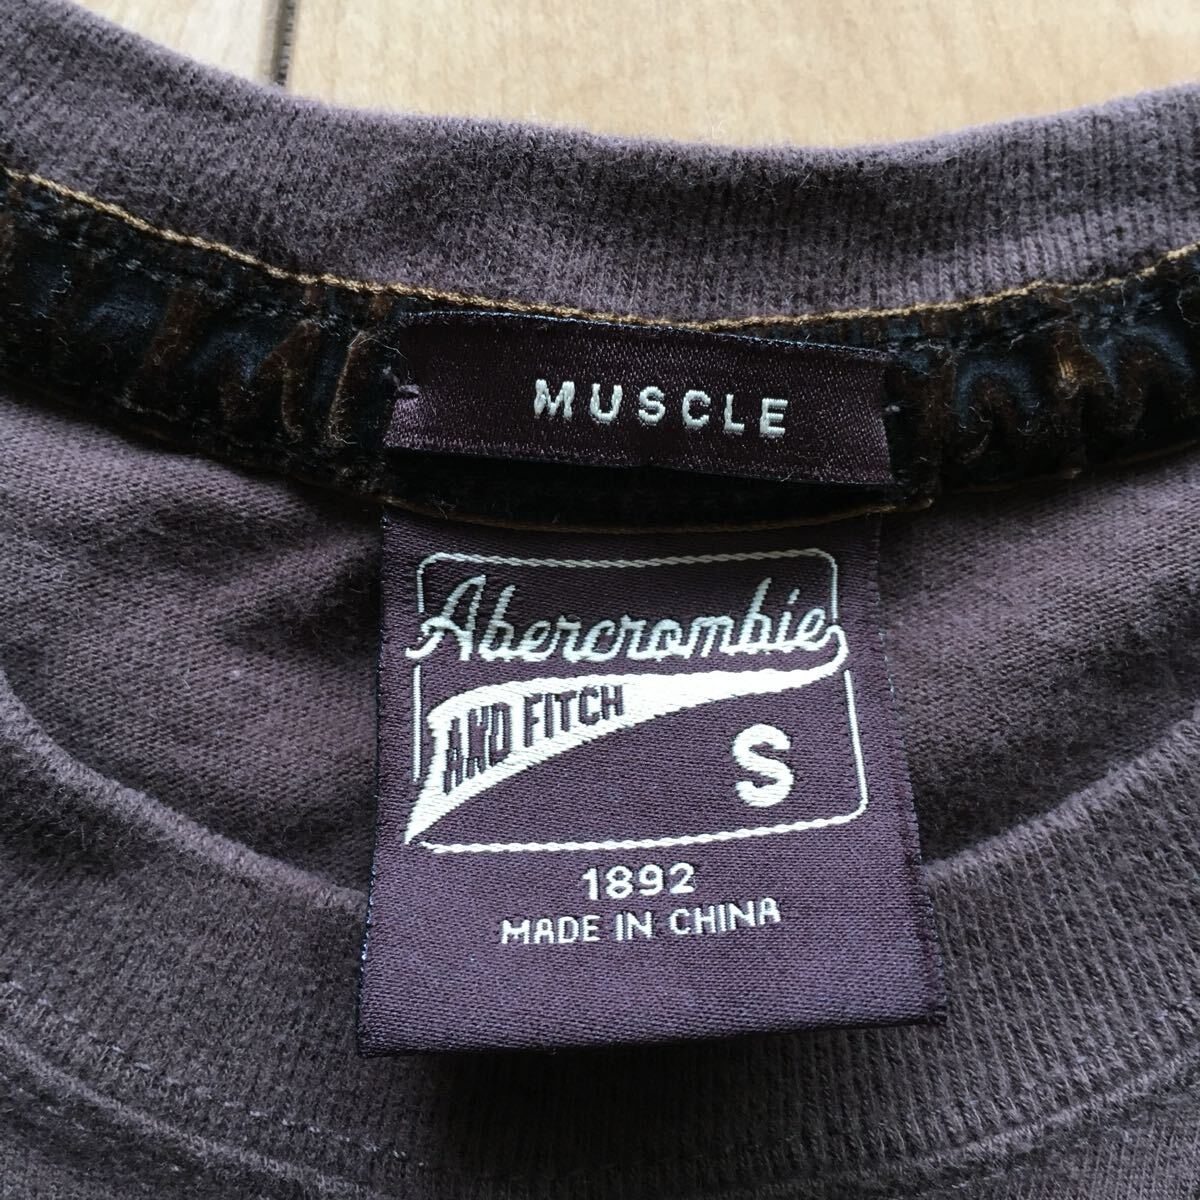 MUSCLE
Abercrombie
AND FITCH
S
1892
MADE IN CHINA